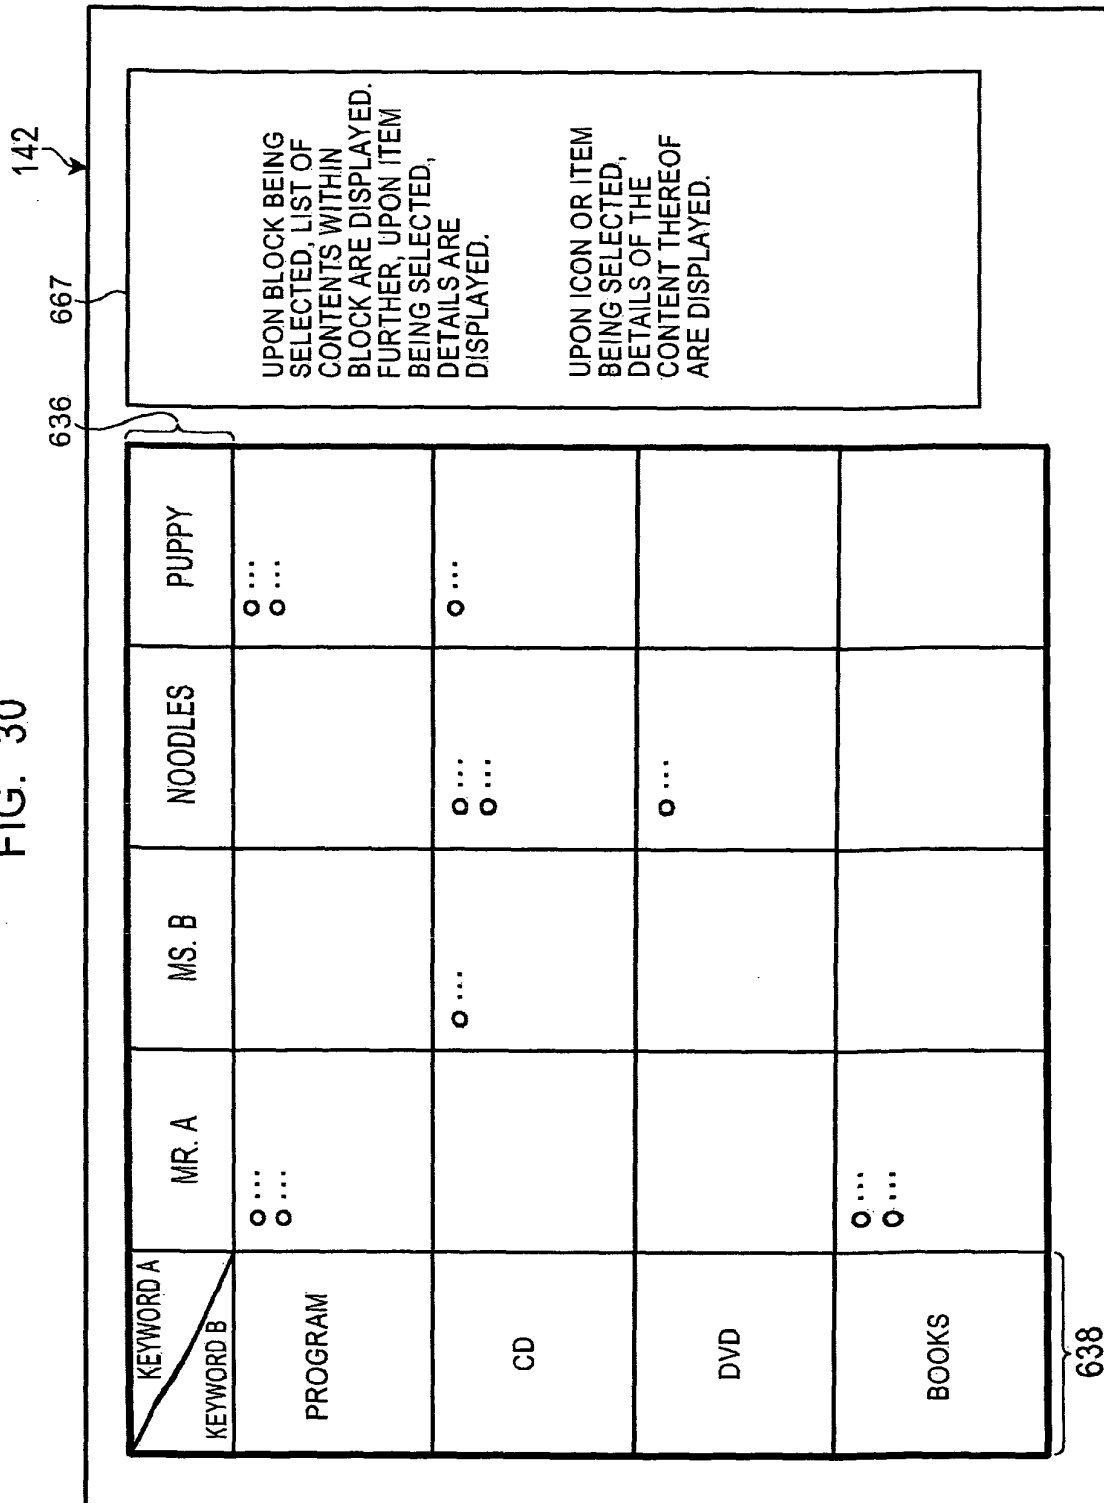 FIG. 30
142
667
636
KEYWORD A
KEYWORD B
MR. A
MS. B
NOODLES
PUPPY
PROGRAM
o...
o...
o...
o...
CD
o...
o...
o...
o...
DVD
o...
BOOKS
o...
o...
638
UPON BLOCK BEING
SELECTED, LIST OF
CONTENTS WITHIN
BLOCK ARE DISPLAYED.
FURTHER, UPON ITEM
BEING SELECTED,
DETAILS ARE
DISPLAYED.
UPON ICON OR ITEM
BEING SELECTED,
DETAILS OF THE
CONTENT THEREOF
ARE DISPLAYED.